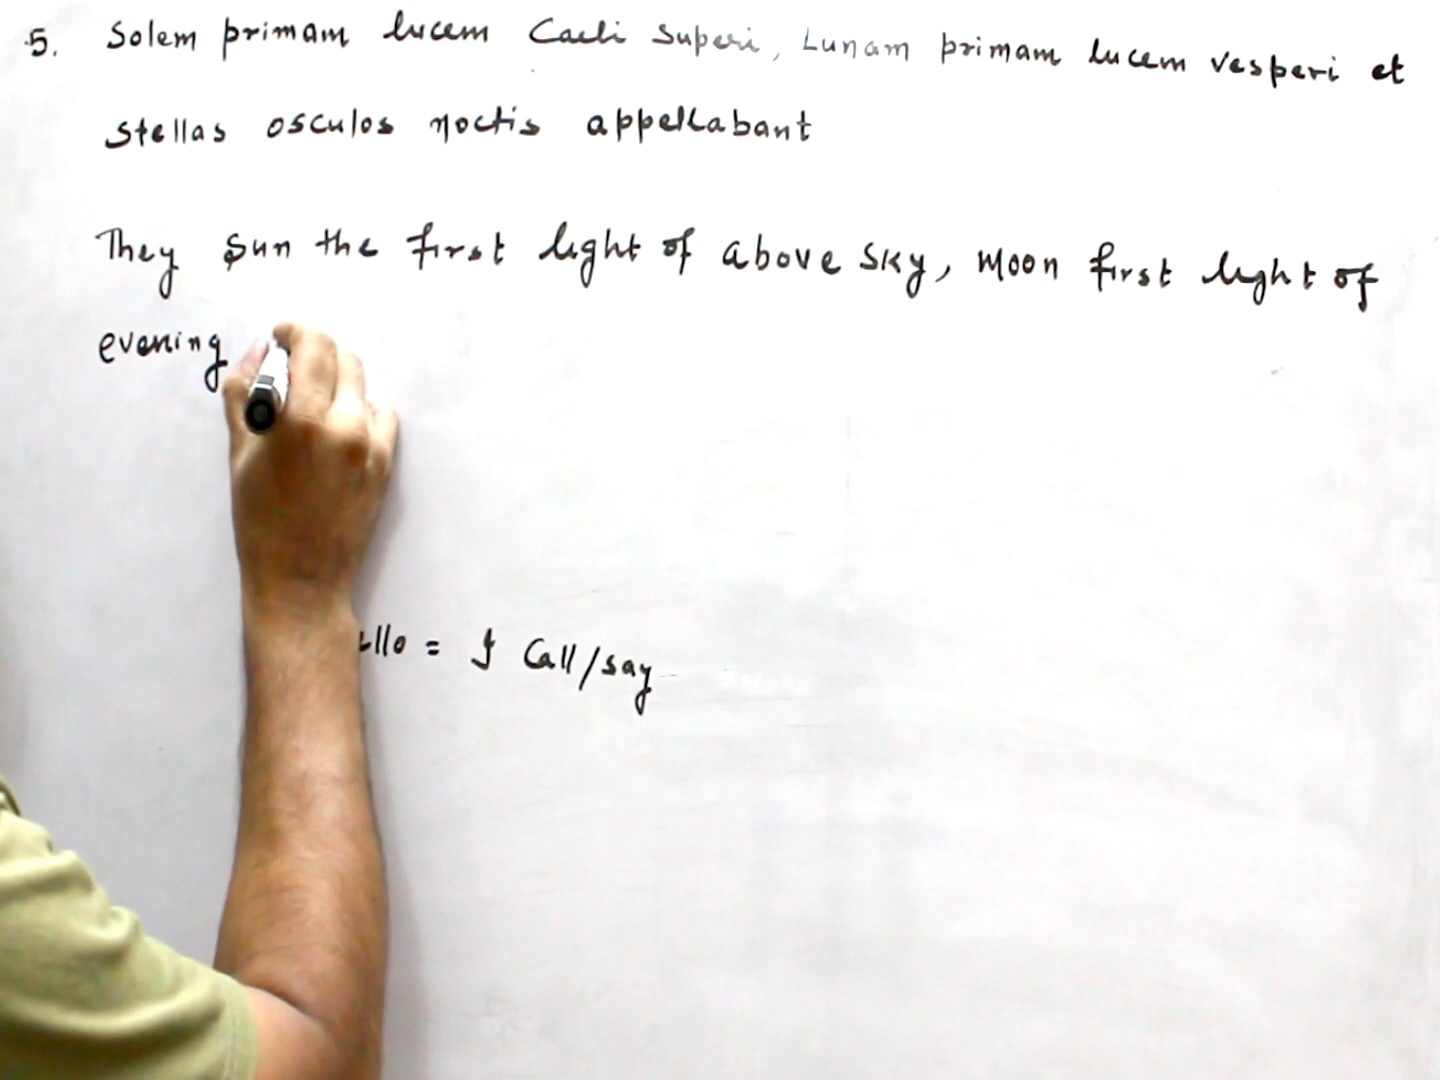 5. Solem primam lucem Caeli superi, Lunam primam lucem vesperi et
stellas osculos noctis appellabant
They sun the first light of above sky, moon first light of
evening
ello = I call/say